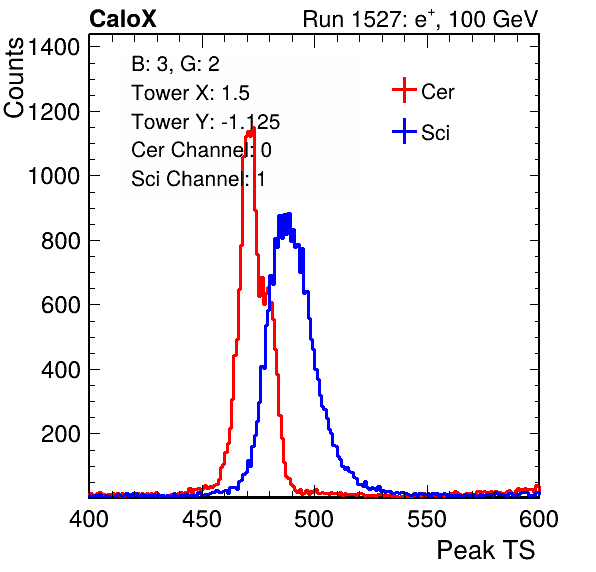 CaloX Run 1527: e+, 100 GeV
Counts
B: 3, G: 2
Tower X: 1.5
Tower Y: -1.125
Cer Channel: 0
Sci Channel: 1
Cer
Sci
1400
1200
1000
800
600
400
200
400 450 500 550 600
Peak TS